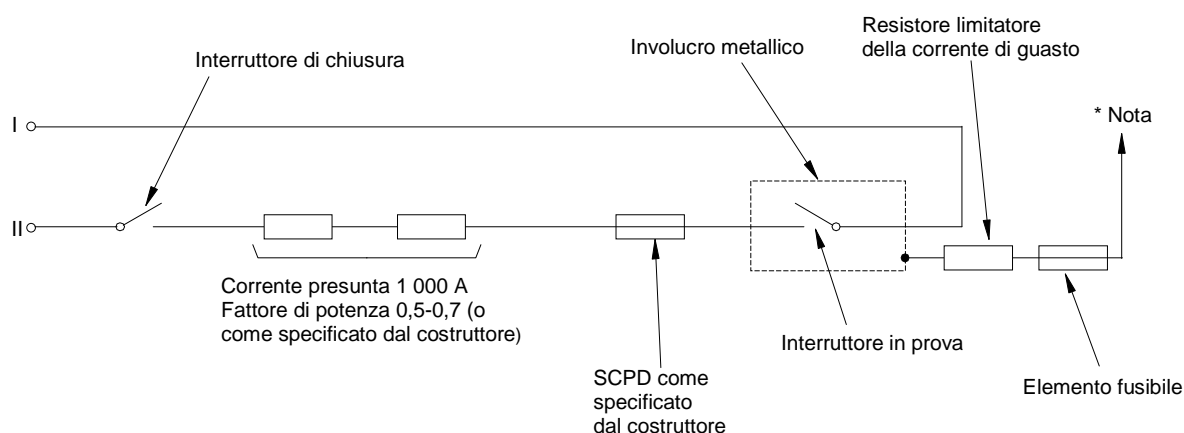 Resistore limitatore
della corrente di guasto
Involucro metallico
Interruttore di chiusura
* Nota
I
II
Corrente presunta 1 000 A
Fattore di potenza 0,5-0,7 (o
come specificato dal costruttore)
Interruttore in prova
SCPD come
specificato
dal costruttore
Elemento fusibile